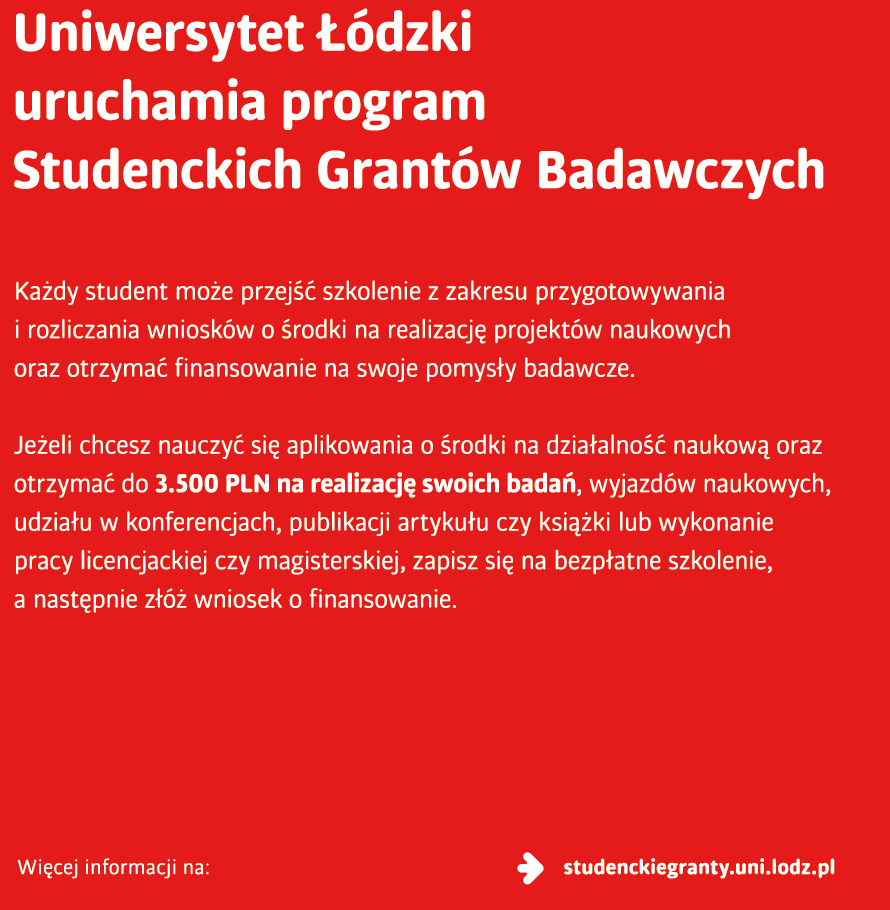 Uniwersytet Łódzki
uruchamia program
Studenckich Grantów Badawczych
Każdy student może przejść szkolenie z zakresu przygotowywania
i rozliczania wniosków o środki na realizację projektów naukowych
oraz otrzymać finansowanie na swoje pomysły badawcze.
Jeżeli chcesz nauczyć się aplikowania o środki na działalność naukową oraz
otrzymać do 3.500 PLN na realizację swoich badań, wyjazdów naukowych,
udziału w konferencjach, publikacji artykułu czy książki lub wykonanie
pracy licencjackiej czy magisterskiej, zapisz się na bezpłatne szkolenie,
a następnie złóż wniosek o finansowanie.
Więcej informacji na: studenckiegranty.uni.lodz.pl